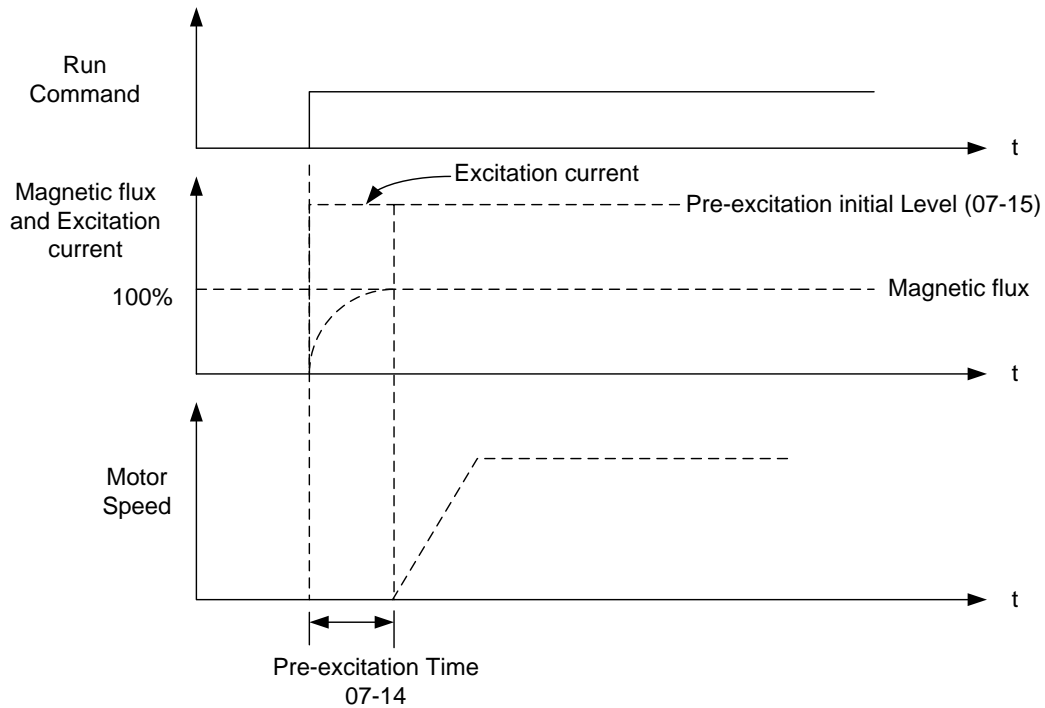 Run
Command
t
Excitation current
Magnetic flux
and Excitation
current
Pre-excitation initial Level (07-15)
100%
Magnetic flux
t
Motor
Speed
t
Pre-excitation Time
07-14